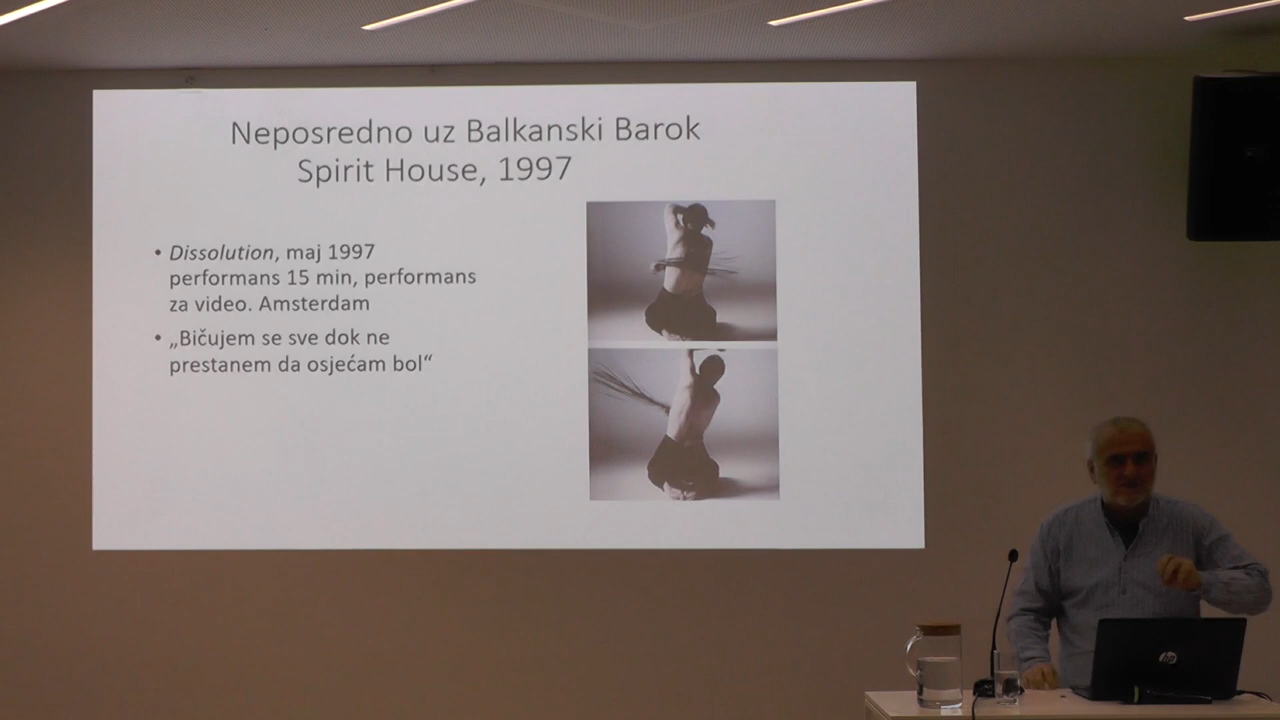 Neposredno uz Balkanski Barok
Spirit House, 1997
• Dissolution, maj 1997
performans 15 min, performans
za video. Amsterdam
• „Bičujem se sve dok ne
prestanem da osjećam bol“
hp